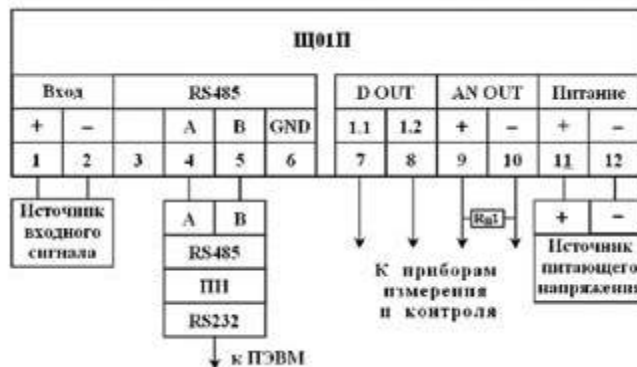 Щ01П
Вход RS485 D OUT AN OUT Питание
+ – A B GND 1.1 1.2 + – + –
1 2 3 4 5 6 7 8 9 10 11 12
Источник
входного
сигнала
A B
RS485
ПН
RS232
к ПЭВМ
Rн1
К приборам
измерения
и контроля
+ –
Источник
питающего
напряжения